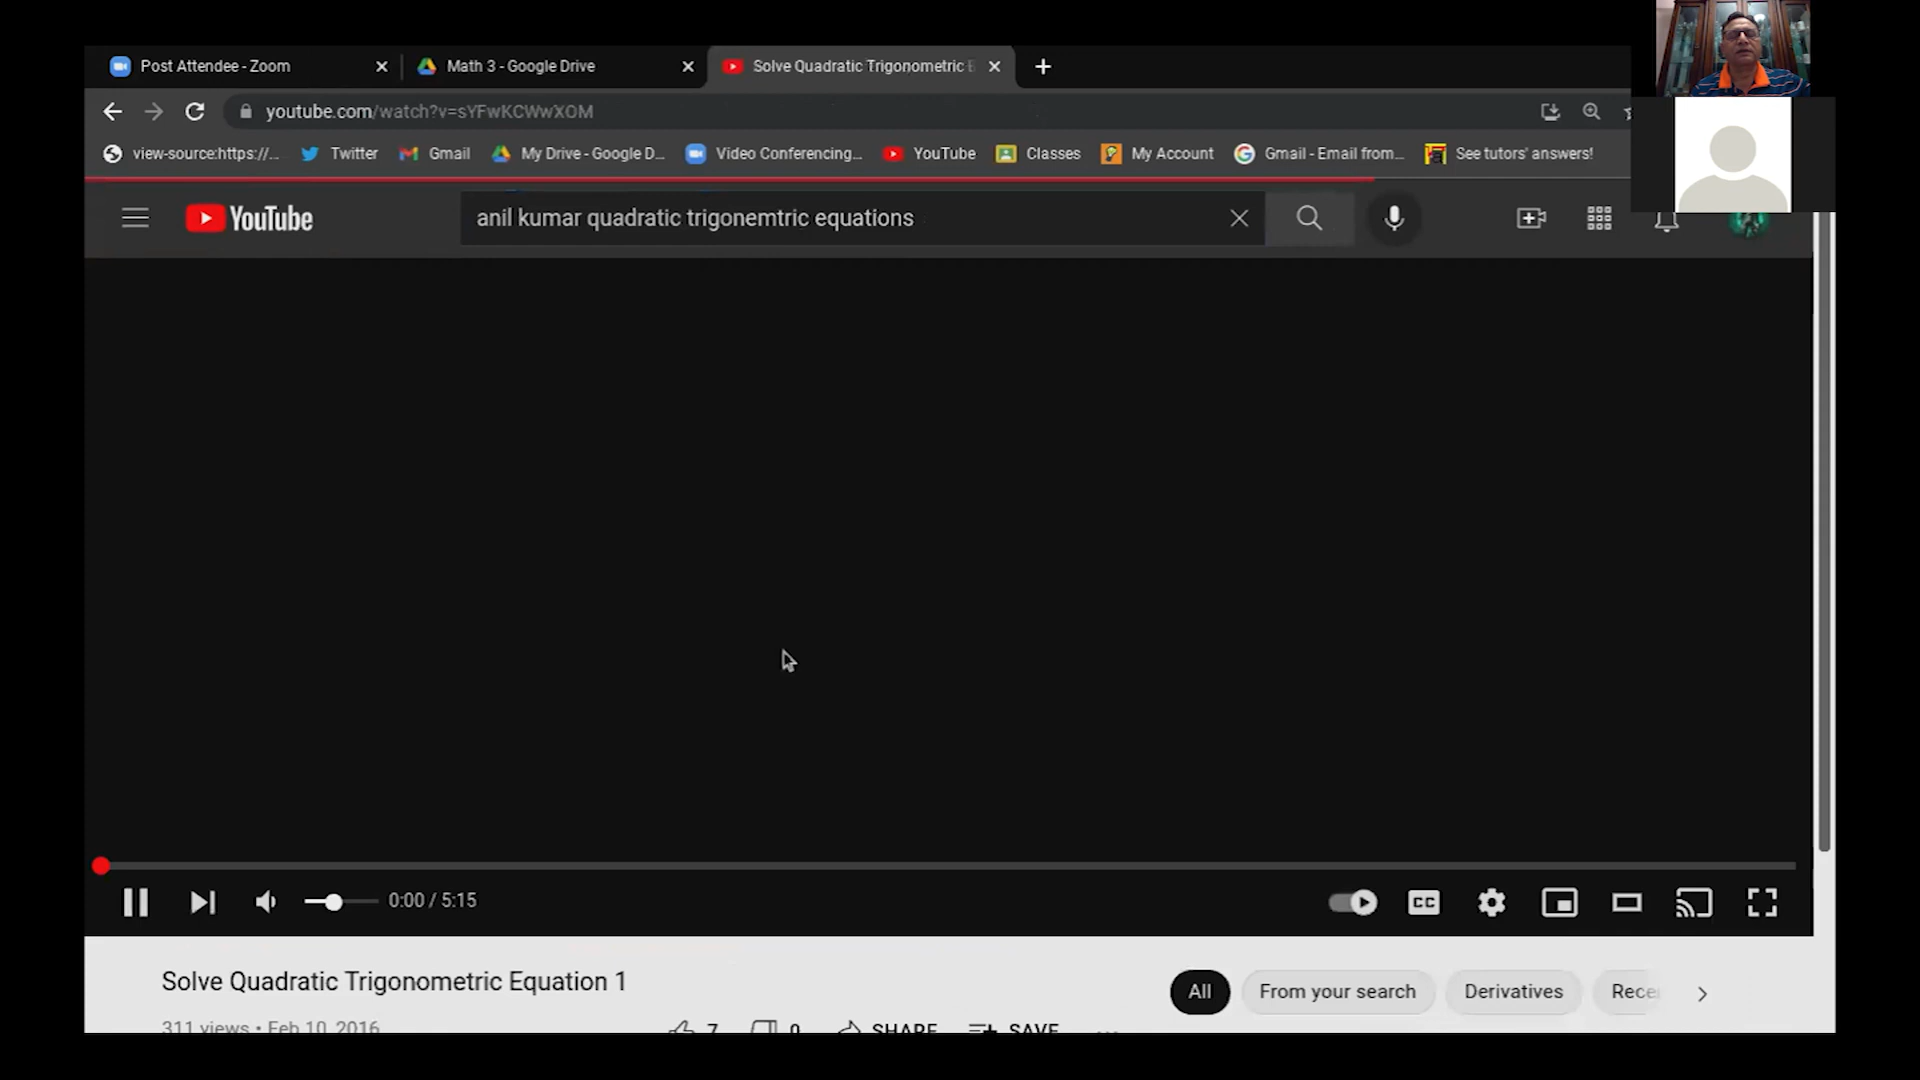 Post Attendee - Zoom
Math 3 - Google Drive
Solve Quadratic Trigonometric E
youtube.com/watch?v=sYFwKCWwXOM
view-source:https://...
Twitter
Gmail
My Drive - Google D...
Video Conferencing...
YouTube
Classes
My Account
Gmail - Email from...
See tutors' answers!
YouTube
anil kumar quadratic trigonemtric equations
0:00 / 5:15
CC
Solve Quadratic Trigonometric Equation 1
All
From your search
Derivatives
Rece
311 views • Feb 10, 2016
7
0
SHARE
SAVE